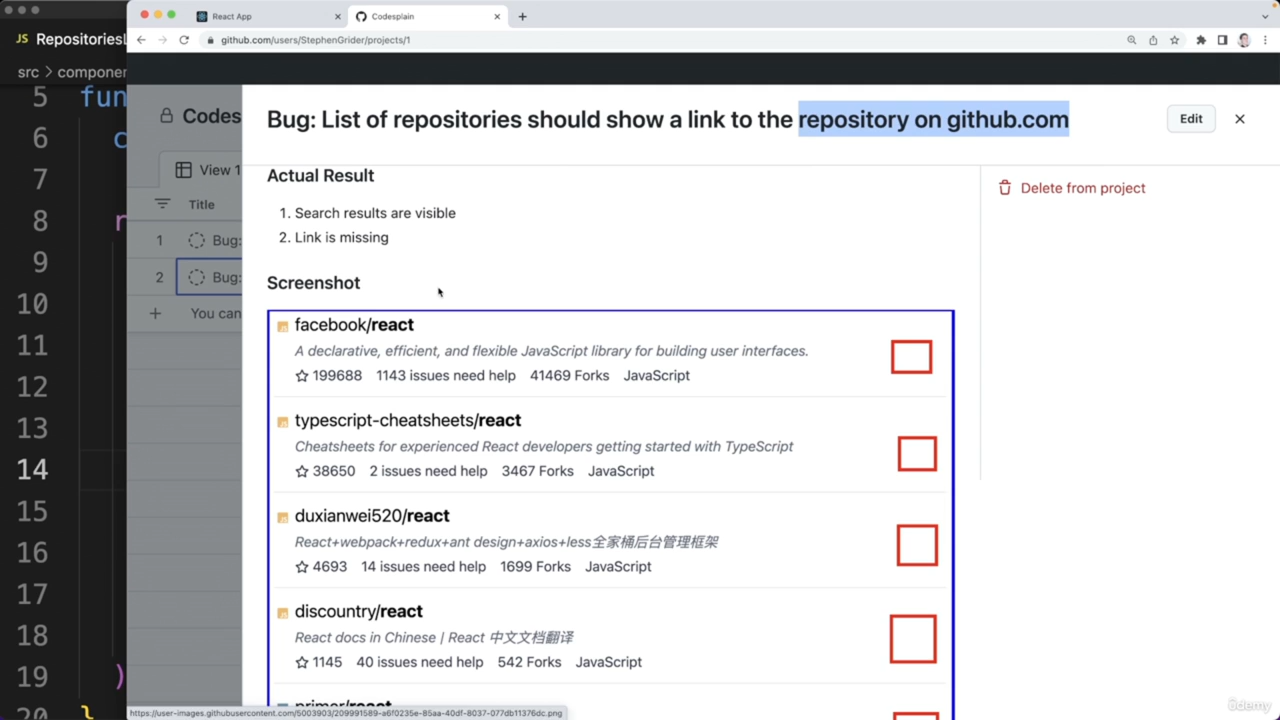 React App
Codesplain
github.com/users/StephenGrider/projects/1
JS RepositoriesL
src > componen
5 fun
6 c
7
8 r
9
10
11
12
13
14
15
16
17
18
19 )
20 }
Codes
View 1
Title
1 Bug:
2 Bug:
+ You can
Bug: List of repositories should show a link to the repository on github.com
Edit
Delete from project
Actual Result
1. Search results are visible
2. Link is missing
Screenshot
facebook/react
A declarative, efficient, and flexible JavaScript library for building user interfaces.
199688 1143 issues need help 41469 Forks JavaScript
typescript-cheatsheets/react
Cheatsheets for experienced React developers getting started with TypeScript
38650 2 issues need help 3467 Forks JavaScript
duxianwei520/react
React+webpack+redux+ant design+axios+less全家桶后台管理框架
4693 14 issues need help 1699 Forks JavaScript
discountry/react
React docs in Chinese | React 中文文档翻译
1145 40 issues need help 542 Forks JavaScript
primer/react
https://user-images.githubusercontent.com/5003903/209991589-a6f0235e-85aa-40df-8037-077db11376dc.png
ûdemy